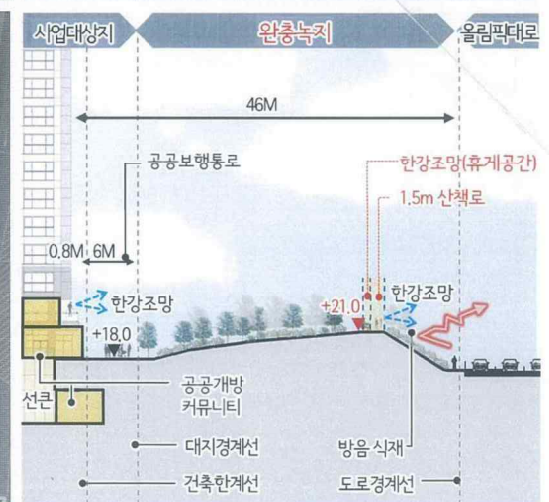 사업대상지
완충녹지
올림픽대로
46M
공공보행통로
한강조망(휴게공간)
1.5m 산책로
0.8M 6M
한강조망
+21.0
한강조망
+18.0
선큰
공공개방
커뮤니티
대지경계선
방음 식재
건축한계선
도로경계선